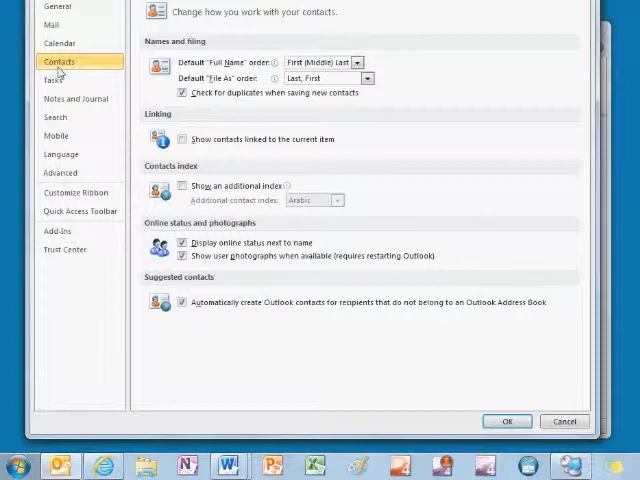 General
Change how you work with your contacts.
Mail
Names and filing
Calendar
Contacts
Default "Full Name" order:
First (Middle) Last
Default "File As" order:
Last, First
Tasks
Check for duplicates when saving new contacts
Notes and Journal
Linking
Search
Mobile
Show contacts linked to the current item
Language
Contacts index
Advanced
Show an additional index
Customize Ribbon
Additional contact index:
Arabic
Quick Access Toolbar
Online status and photographs
Add-Ins
Display online status next to name
Trust Center
Show user photographs when available (requires restarting Outlook)
Suggested contacts
Automatically create Outlook contacts for recipients that do not belong to an Outlook Address Book
OK
Cancel